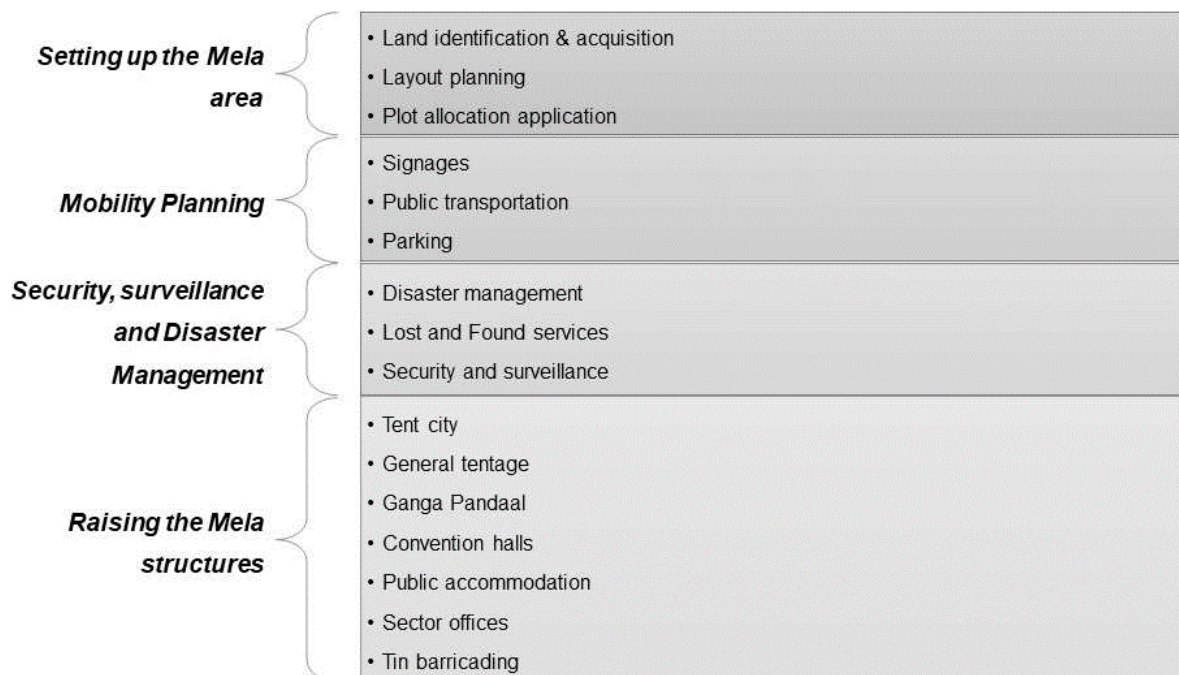 Setting up the Mela
area
• Land identification & acquisition
• Layout planning
• Plot allocation application
Mobility Planning
• Signages
• Public transportation
• Parking
Security, surveillance
and Disaster
Management
• Disaster management
• Lost and Found services
• Security and surveillance
Raising the Mela
structures
• Tent city
• General tentage
• Ganga Pandaal
• Convention halls
• Public accommodation
• Sector offices
• Tin barricading